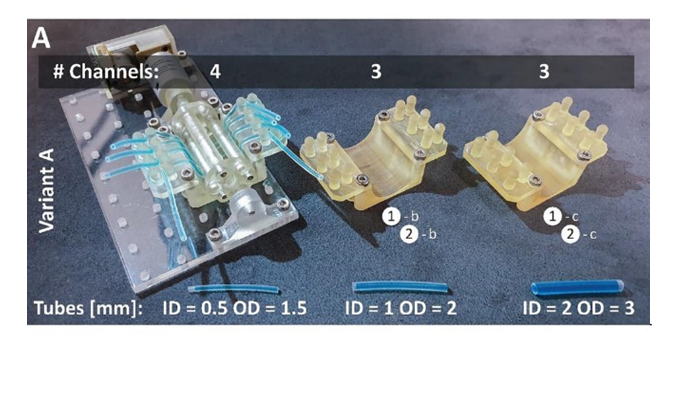 A
# Channels: 4 3 3
Variant A
1 -b
2 -b
1 -c
2 -c
Tubes [mm]: ID = 0.5 OD = 1.5 ID = 1 OD = 2 ID = 2 OD = 3